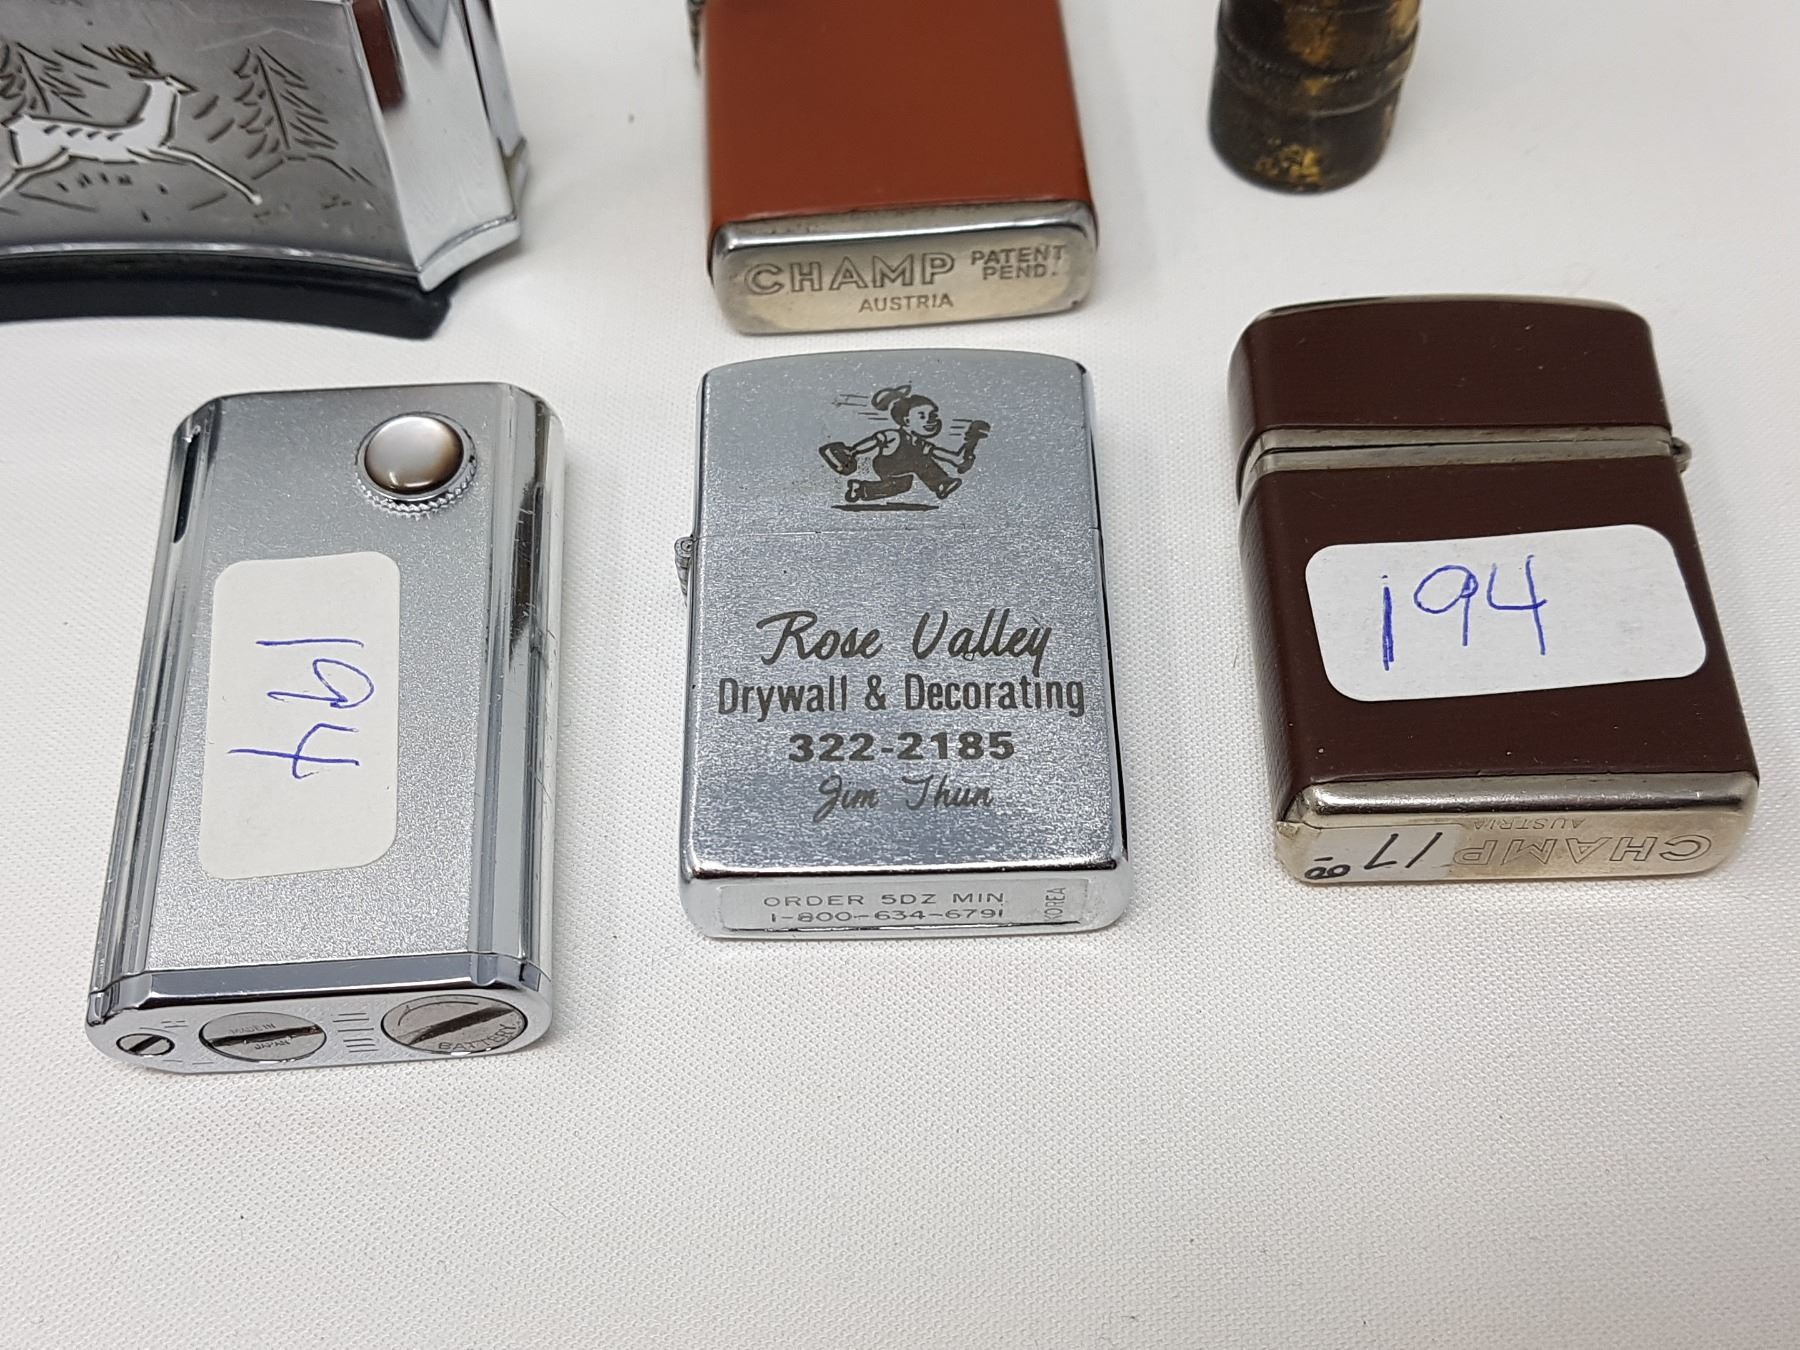 CHAMP PATENT
PEND.
AUSTRIA
194
MADE IN
JAPAN
BATTERY
Rose Valley
Drywall & Decorating
322-2185
Jim Thun
ORDER 5DZ MIN.
1-800-634-6791
KOREA
194
CHAMP
AUSTRIA
17.00